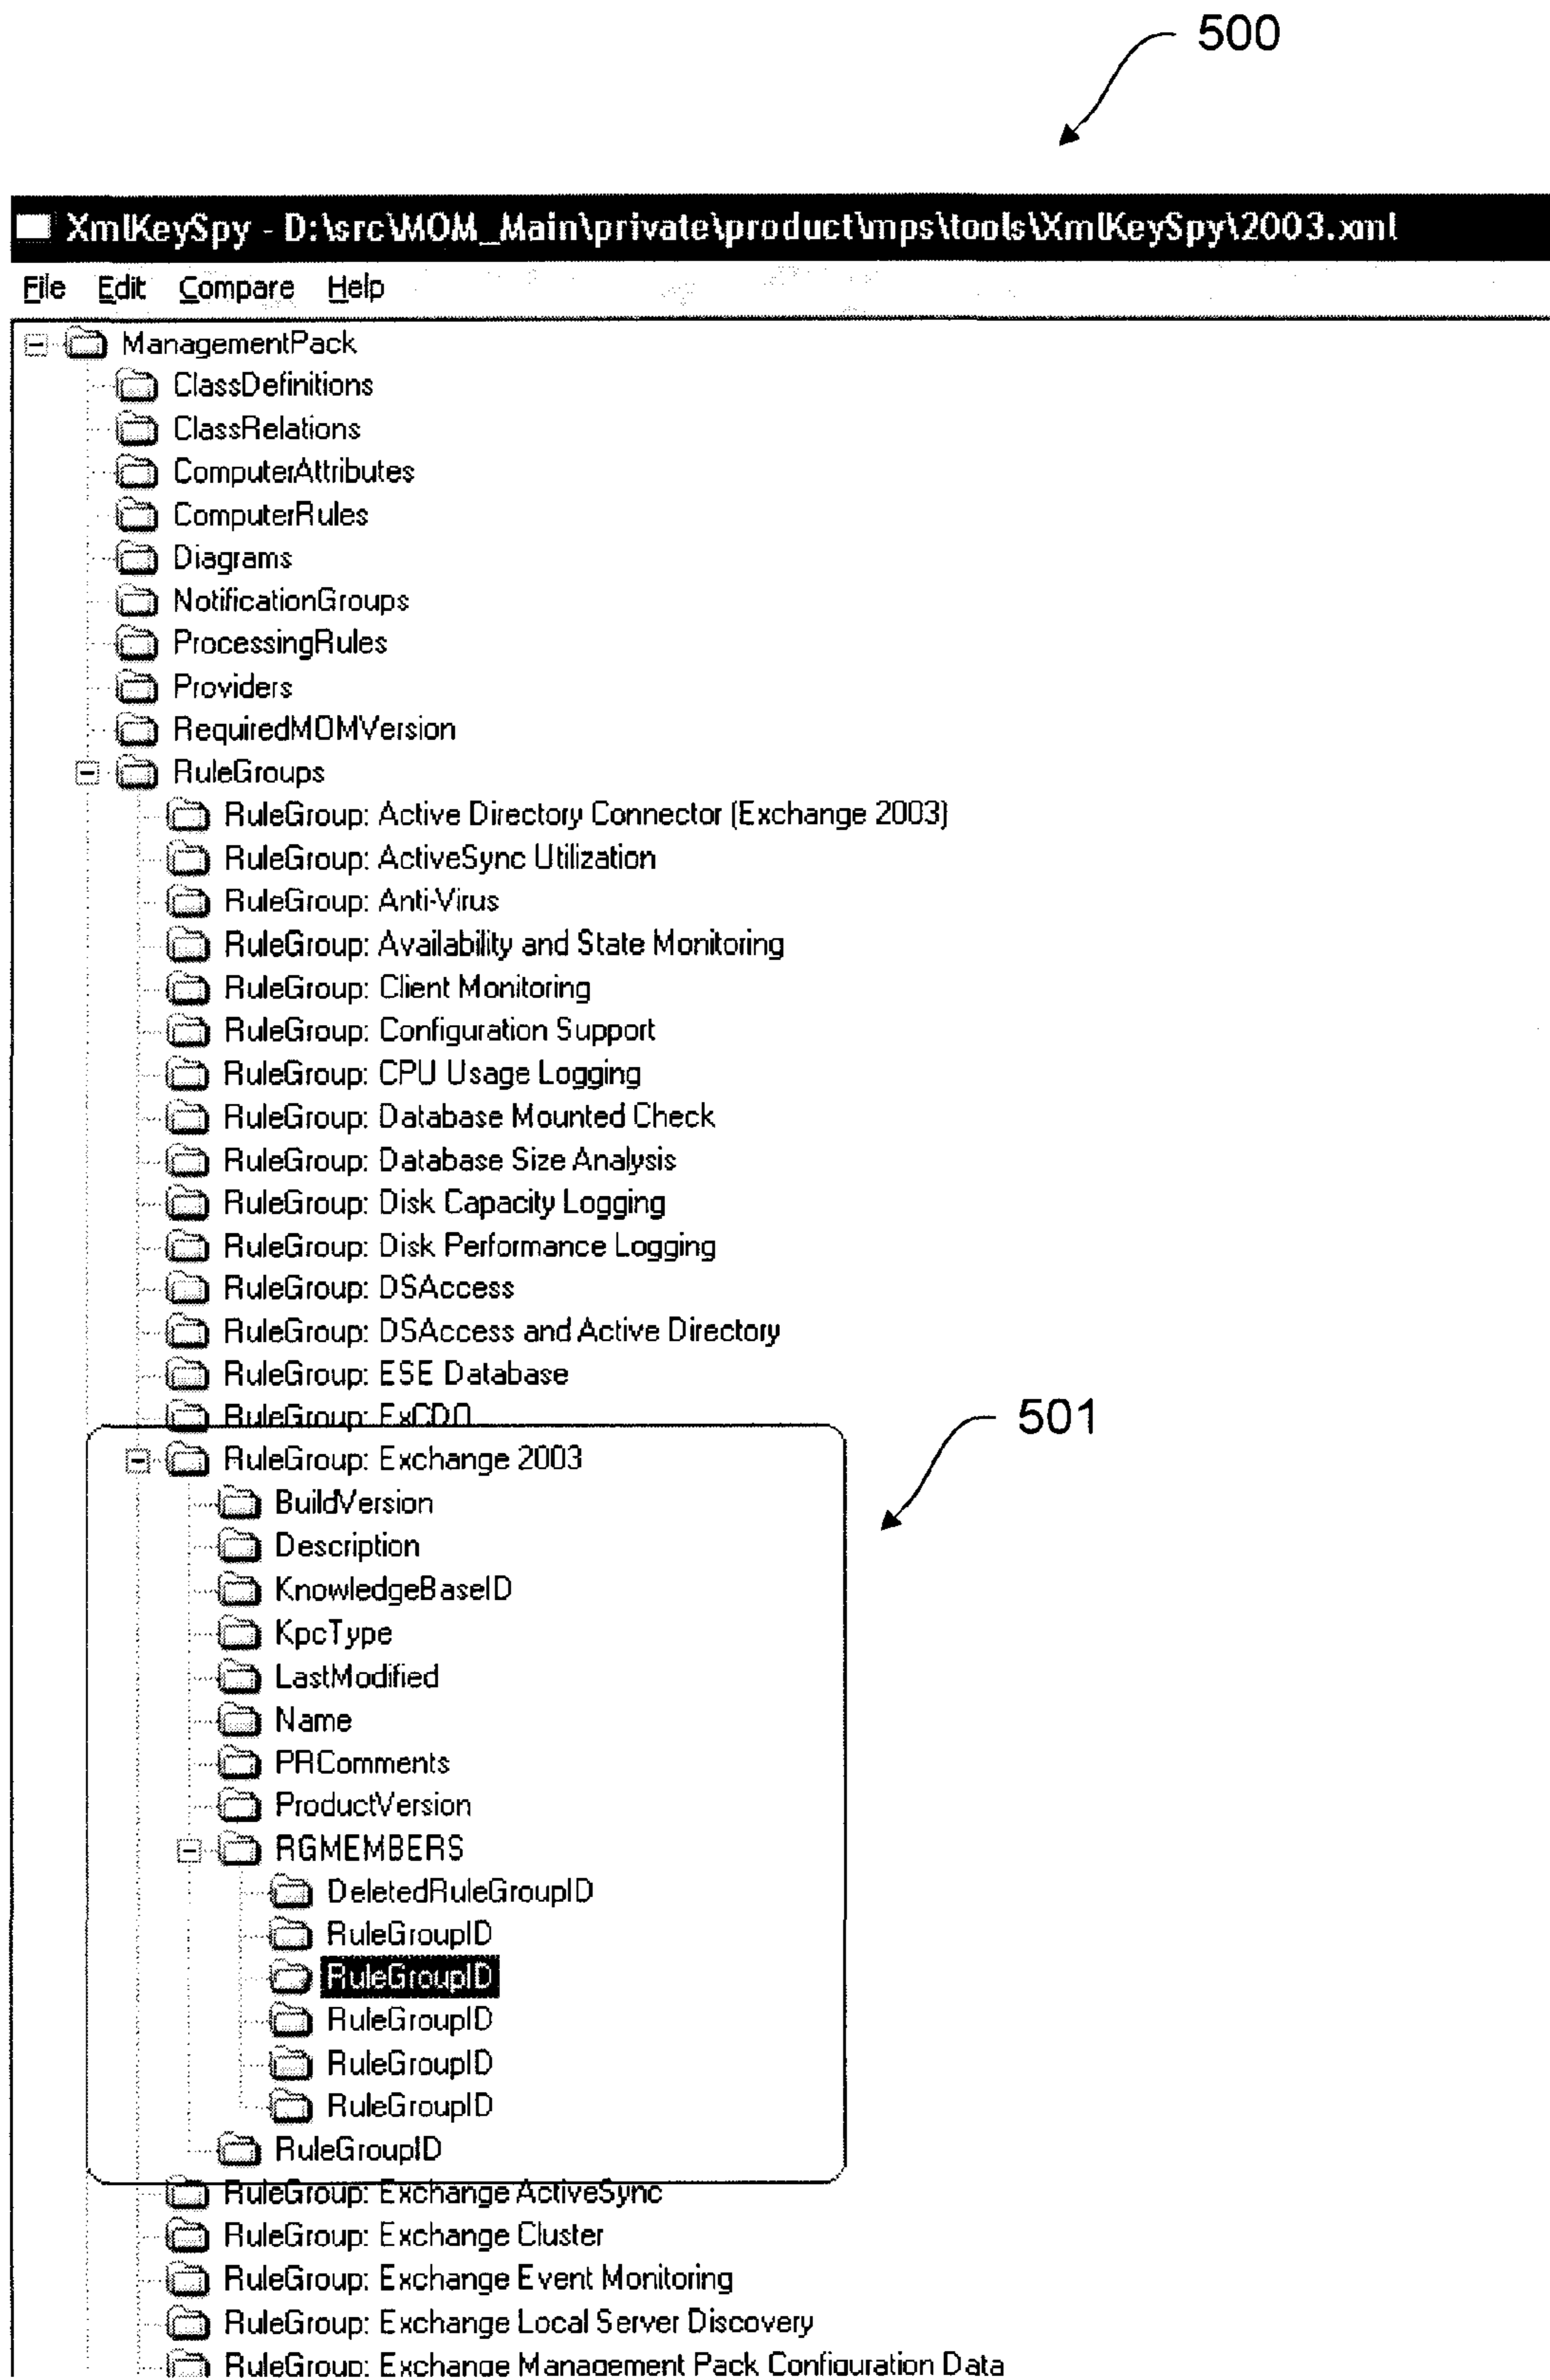 500
XmlKeySpy - D:\src\MOM_Main\private\product\mps\tools\XmlKeySpy\2003.xml
File Edit Compare Help
ManagementPack
ClassDefinitions
ClassRelations
ComputerAttributes
ComputerRules
Diagrams
NotificationGroups
ProcessingRules
Providers
RequiredMOMVersion
RuleGroups
RuleGroup: Active Directory Connector (Exchange 2003)
RuleGroup: ActiveSync Utilization
RuleGroup: Anti-Virus
RuleGroup: Availability and State Monitoring
RuleGroup: Client Monitoring
RuleGroup: Configuration Support
RuleGroup: CPU Usage Logging
RuleGroup: Database Mounted Check
RuleGroup: Database Size Analysis
RuleGroup: Disk Capacity Logging
RuleGroup: Disk Performance Logging
RuleGroup: DSAccess
RuleGroup: DSAccess and Active Directory
RuleGroup: ESE Database
RuleGroup: ExCDO
501
RuleGroup: Exchange 2003
BuildVersion
Description
KnowledgeBaseID
KpcType
LastModified
Name
PRComments
ProductVersion
RGMEMBERS
DeletedRuleGroupID
RuleGroupID
RuleGroupID
RuleGroupID
RuleGroupID
RuleGroupID
RuleGroupID
RuleGroup: Exchange ActiveSync
RuleGroup: Exchange Cluster
RuleGroup: Exchange Event Monitoring
RuleGroup: Exchange Local Server Discovery
RuleGroup: Exchange Management Pack Configuration Data